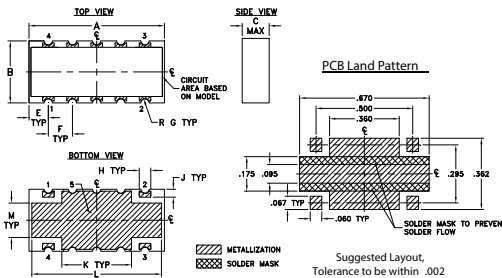 TOP VIEW
A
4
3
℄
B
℄
CIRCUIT
AREA BASED
ON MODEL
1
2
E
TYP
F
TYP
R G TYP
SIDE VIEW
C
MAX
BOTTOM VIEW
H TYP
℄
1
5
2
J TYP
M
TYP
℄
4
3
K TYP
L
METALLIZATION
SOLDER MASK
PCB Land Pattern
.670
.500
.360
℄
.175
.095
℄
.295
.362
.067
TYP
.060 TYP
SOLDER MASK TO PREVEN
SOLDER FLOW
Suggested Layout,
Tolerance to be within .002